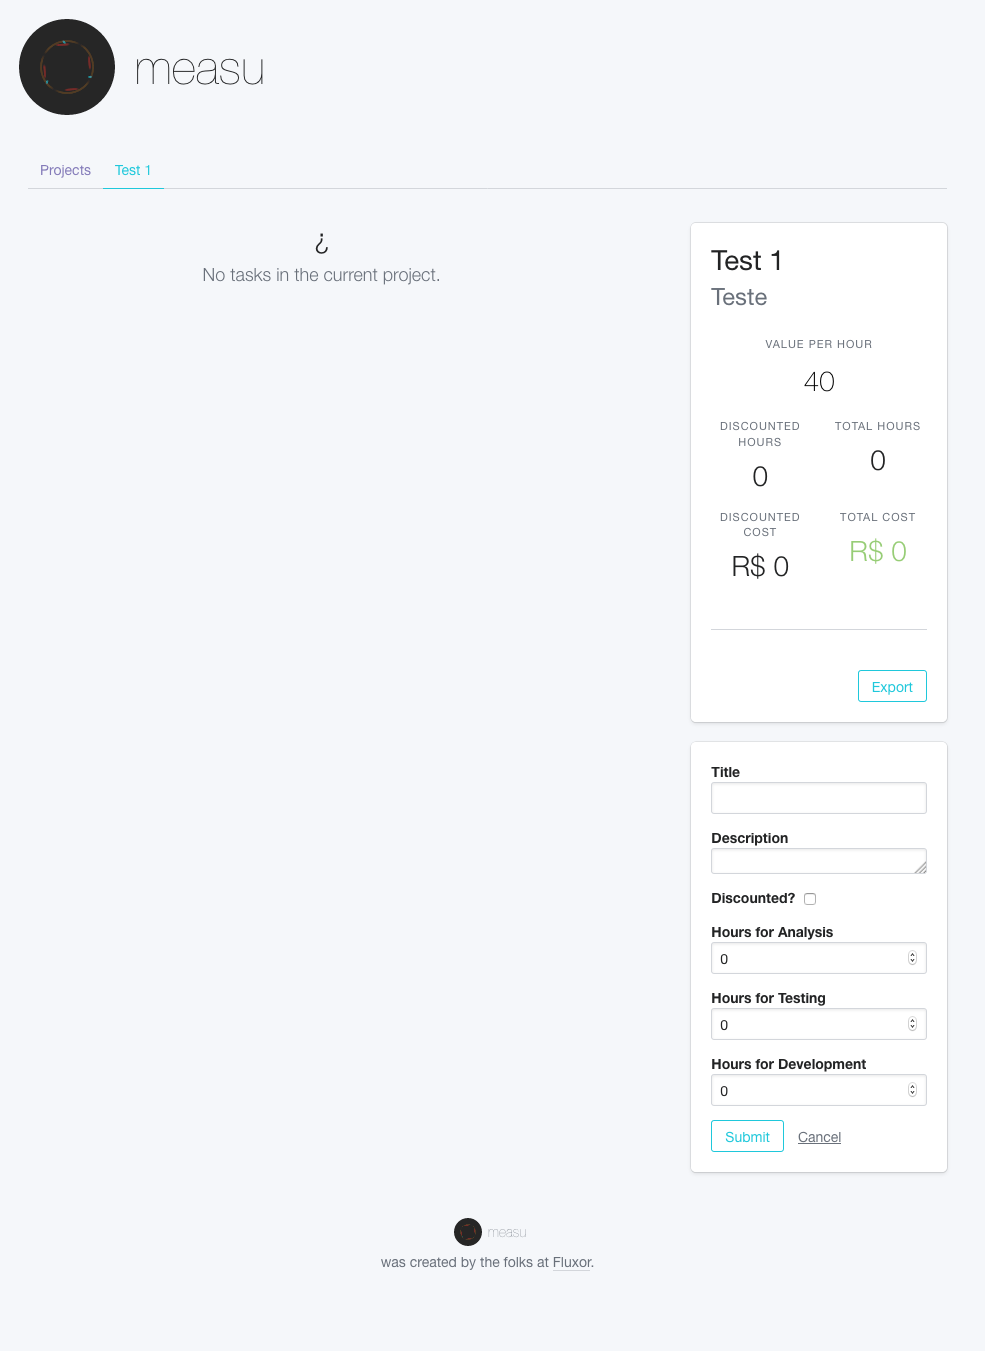 measu
Projects
Test 1
¿
No tasks in the current project.
Test 1
Teste
VALUE PER HOUR
40
DISCOUNTED
HOURS
0
TOTAL HOURS
0
DISCOUNTED
COST
R$ 0
TOTAL COST
R$ 0
Export
Title
Description
Discounted?
Hours for Analysis
0
Hours for Testing
0
Hours for Development
0
Submit
Cancel
measu
was created by the folks at Fluxor.